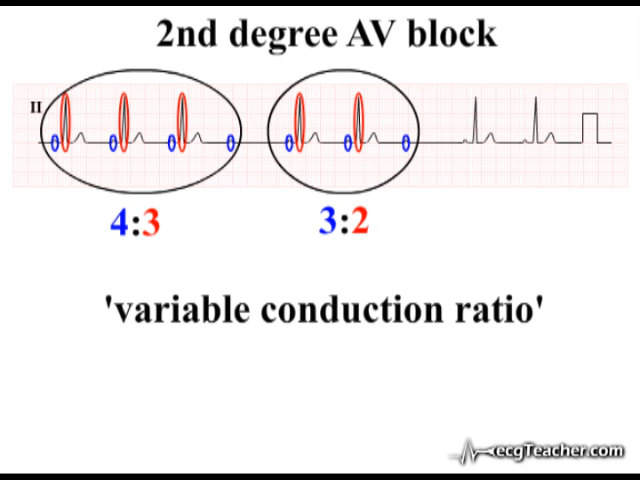 2nd degree AV block
II
4:3 3:2
'variable conduction ratio'
ecgTeacher.com